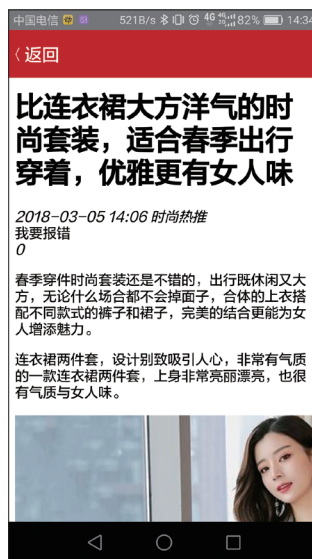 中国电信 521B/s 4G 82% 14:34
返回
比连衣裙大方洋气的时
尚套装，适合春季出行
穿着，优雅更有女人味
2018-03-05 14:06 时尚热推
我要报错
0
春季穿件时尚套装还是不错的，出行既休闲又大
方，无论什么场合都不会掉面子，合体的上衣搭
配不同款式的裤子和裙子，完美的结合更能为女
人增添魅力。
连衣裙两件套，设计别致吸引人心，非常有气质
的一款连衣裙两件套，上身非常亮丽漂亮，也很
有气质与女人味。